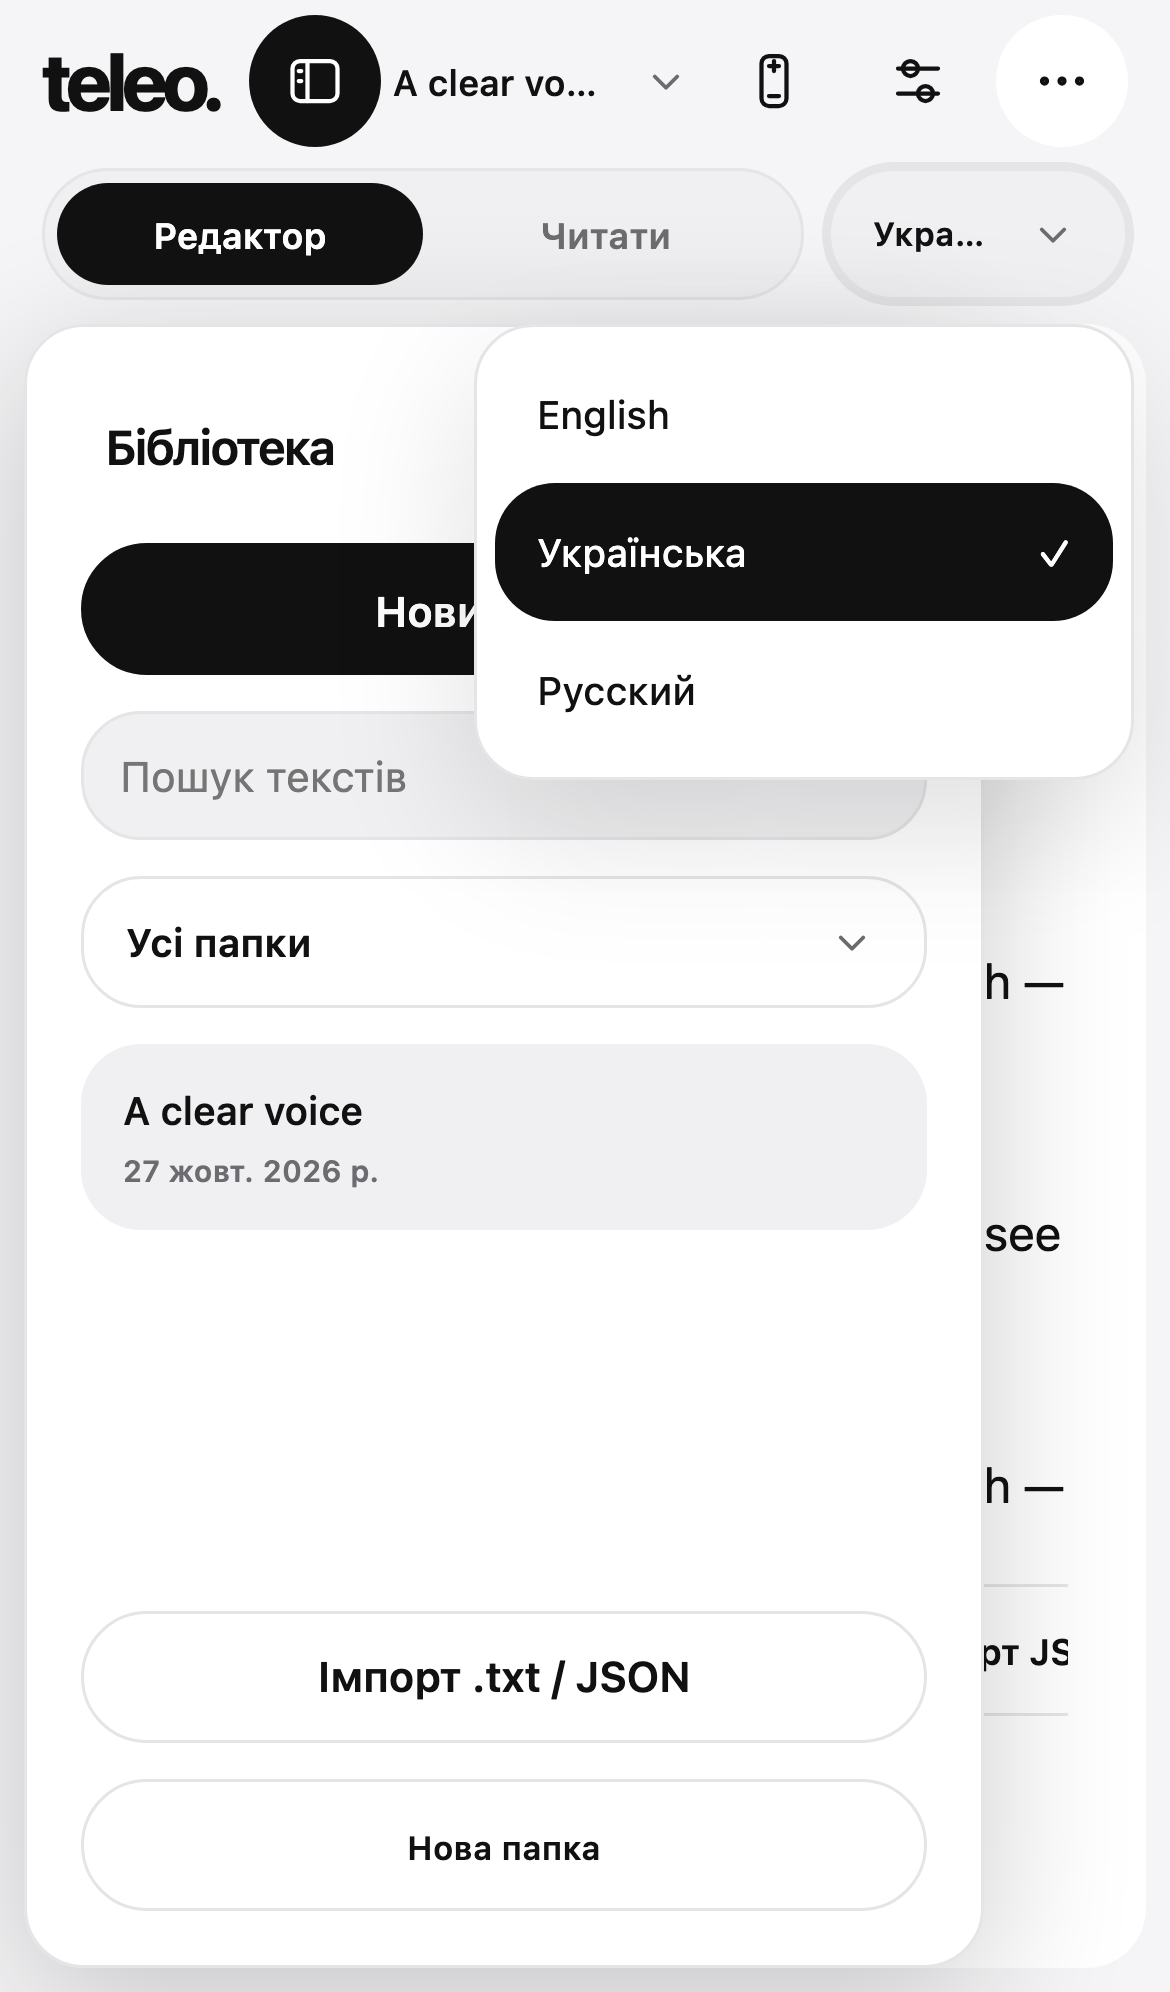 teleo.
A clear vo...
Редактор
Читати
Укра...
English
Українська
Русский
Бібліотека
Нови
Пошук текстів
Усі папки
A clear voice
27 жовт. 2026 р.
h —
see
h —
рт JS
Імпорт .txt / JSON
Нова папка